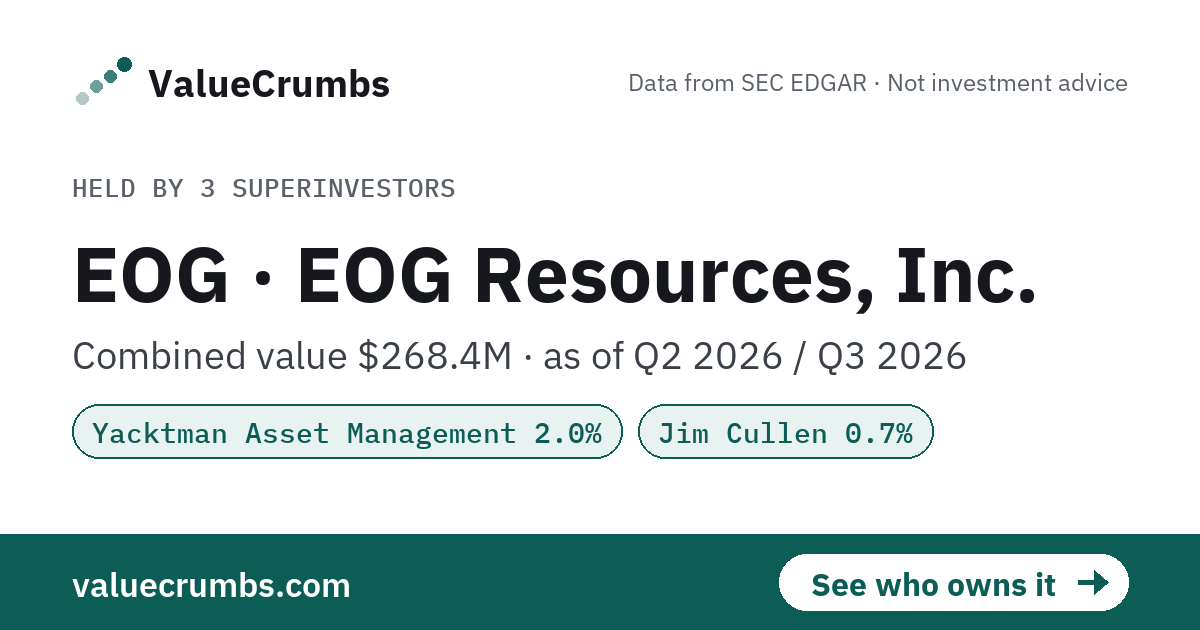 ValueCrumbs
Data from SEC EDGAR · Not investment advice
HELD BY 3 SUPERINVESTORS
EOG · EOG Resources, Inc.
Combined value $268.4M · as of Q2 2026 / Q3 2026
Yacktman Asset Management 2.0%
Jim Cullen 0.7%
valuecrumbs.com
See who owns it →